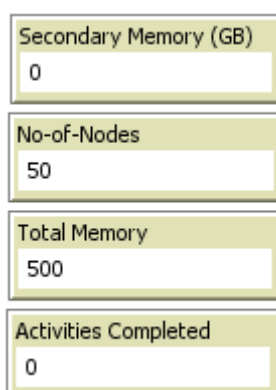 Secondary Memory (GB)
0
No-of-Nodes
50
Total Memory
500
Activities Completed
0